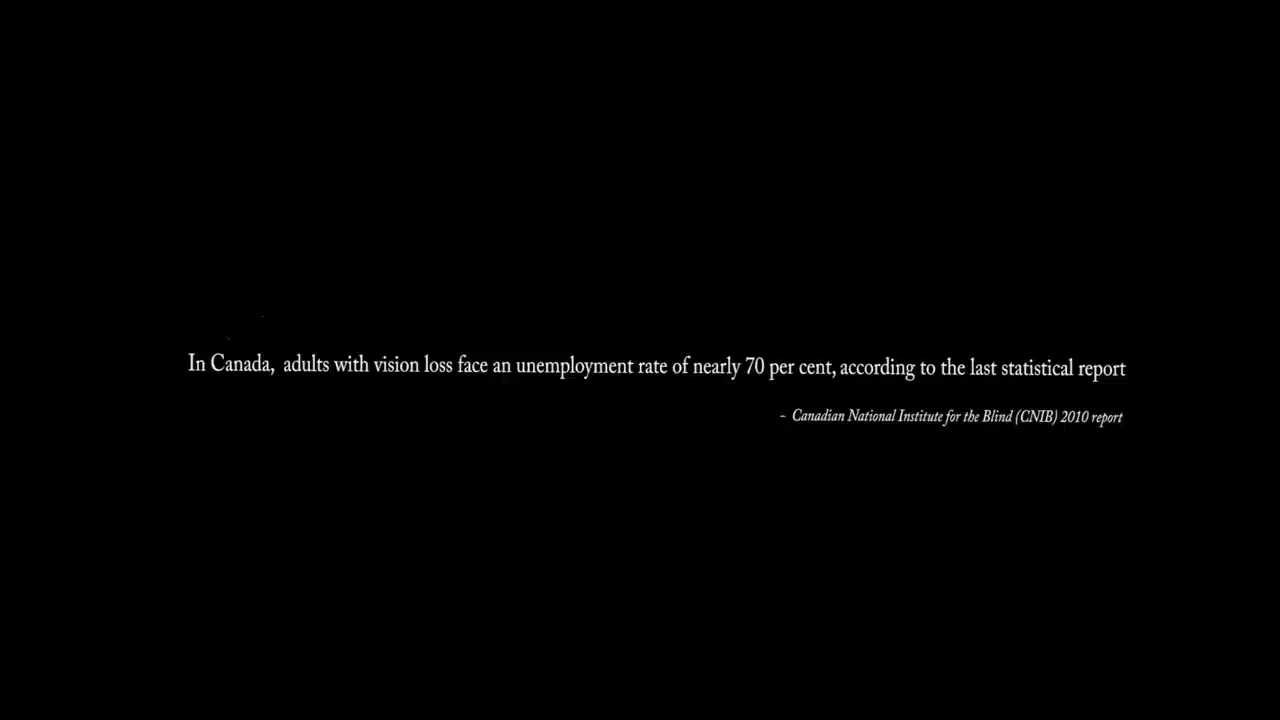 In Canada, adults with vision loss face an unemployment rate of nearly 70 per cent, according to the last statistical report
- Canadian National Institute for the Blind (CNIB) 2010 report